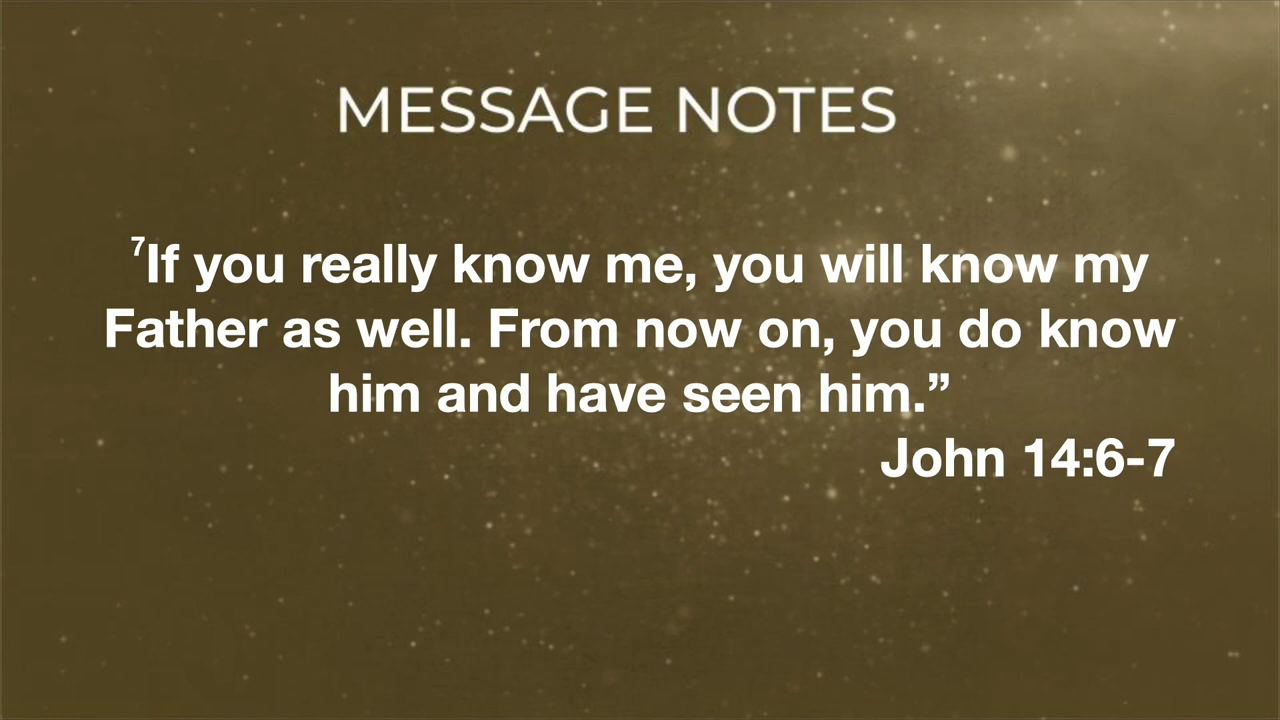 MESSAGE NOTES
⁷If you really know me, you will know my
Father as well. From now on, you do know
him and have seen him.”
John 14:6-7